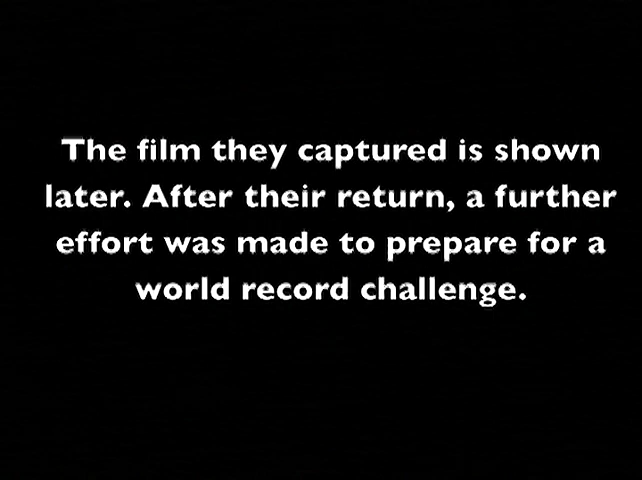 The film they captured is shown
later. After their return, a further
effort was made to prepare for a
world record challenge.